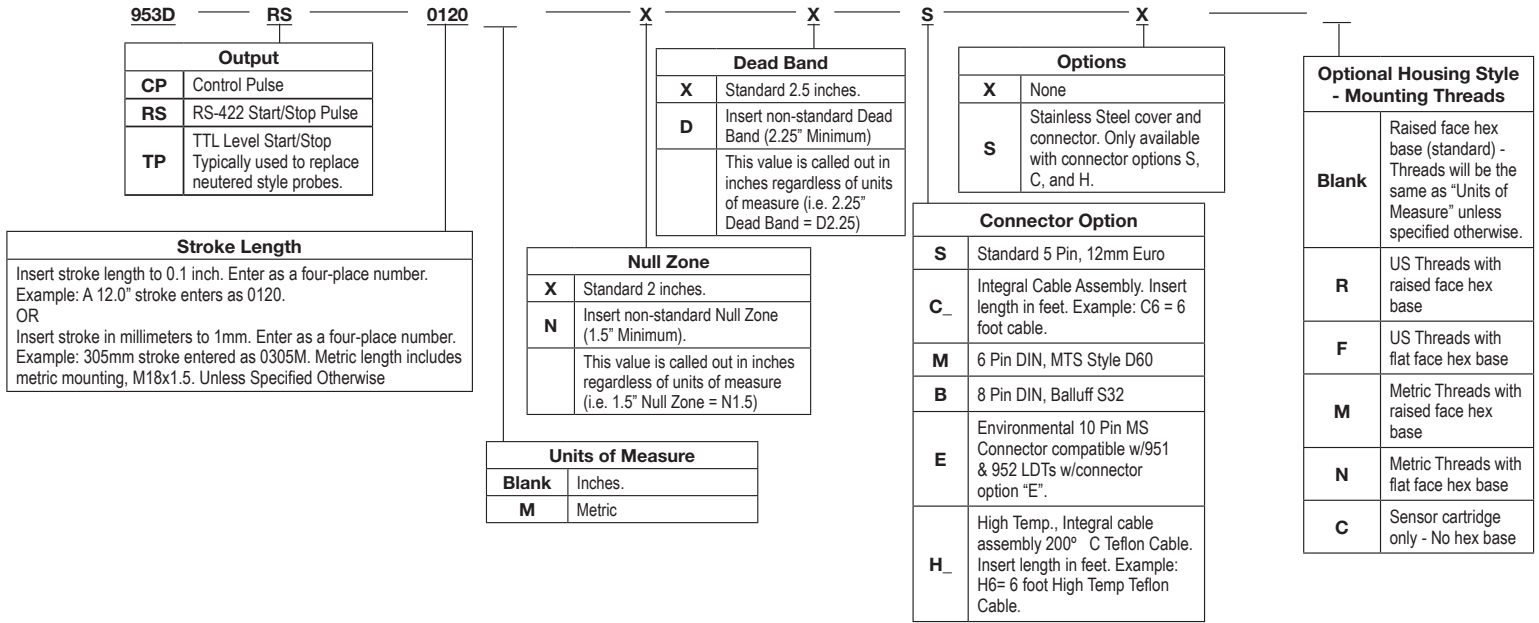 953D RS 0120 X X S X
Output
CP Control Pulse
RS RS-422 Start/Stop Pulse
TP TTL Level Start/Stop
Typically used to replace
neutered style probes.
Stroke Length
Insert stroke length to 0.1 inch. Enter as a four-place number.
Example: A 12.0” stroke enters as 0120.
OR
Insert stroke in millimeters to 1mm. Enter as a four-place number.
Example: 305mm stroke entered as 0305M. Metric length includes
metric mounting, M18x1.5. Unless Specified Otherwise
Units of Measure
Blank Inches.
M Metric
Null Zone
X Standard 2 inches.
N Insert non-standard Null Zone
(1.5” Minimum).
This value is called out in inches
regardless of units of measure
(i.e. 1.5” Null Zone = N1.5)
Dead Band
X Standard 2.5 inches.
D Insert non-standard Dead
Band (2.25” Minimum)
This value is called out in
inches regardless of units
of measure (i.e. 2.25”
Dead Band = D2.25)
Connector Option
S Standard 5 Pin, 12mm Euro
C_ Integral Cable Assembly. Insert
length in feet. Example: C6 = 6
foot cable.
M 6 Pin DIN, MTS Style D60
B 8 Pin DIN, Balluff S32
E Environmental 10 Pin MS
Connector compatible w/951
& 952 LDTs w/connector
option “E”.
H_ High Temp., Integral cable
assembly 200º C Teflon Cable.
Insert length in feet. Example:
H6= 6 foot High Temp Teflon
Cable.
Options
X None
S Stainless Steel cover and
connector. Only available
with connector options S,
C, and H.
Optional Housing Style
- Mounting Threads
Blank Raised face hex
base (standard) -
Threads will be the
same as “Units of
Measure” unless
specified otherwise.
R US Threads with
raised face hex
base
F US Threads with
flat face hex base
M Metric Threads with
raised face hex
base
N Metric Threads with
flat face hex base
C Sensor cartridge
only - No hex base